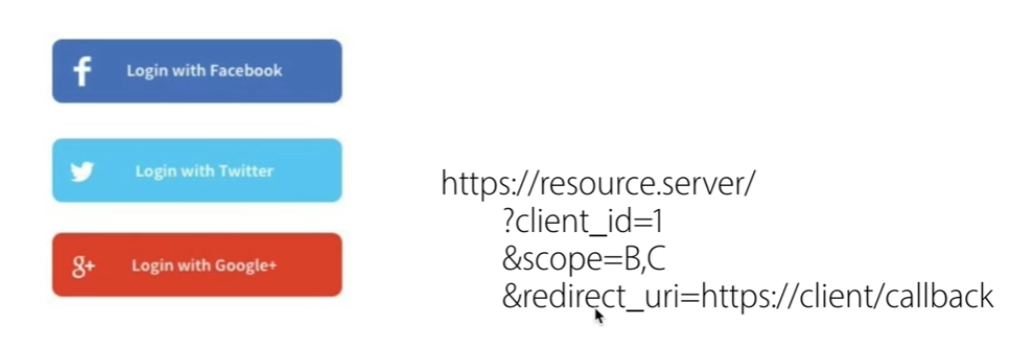 Login with Facebook
Login with Twitter
Login with Google+
https://resource.server/
?client_id=1
&scope=B,C
&redirect_uri=https://client/callback